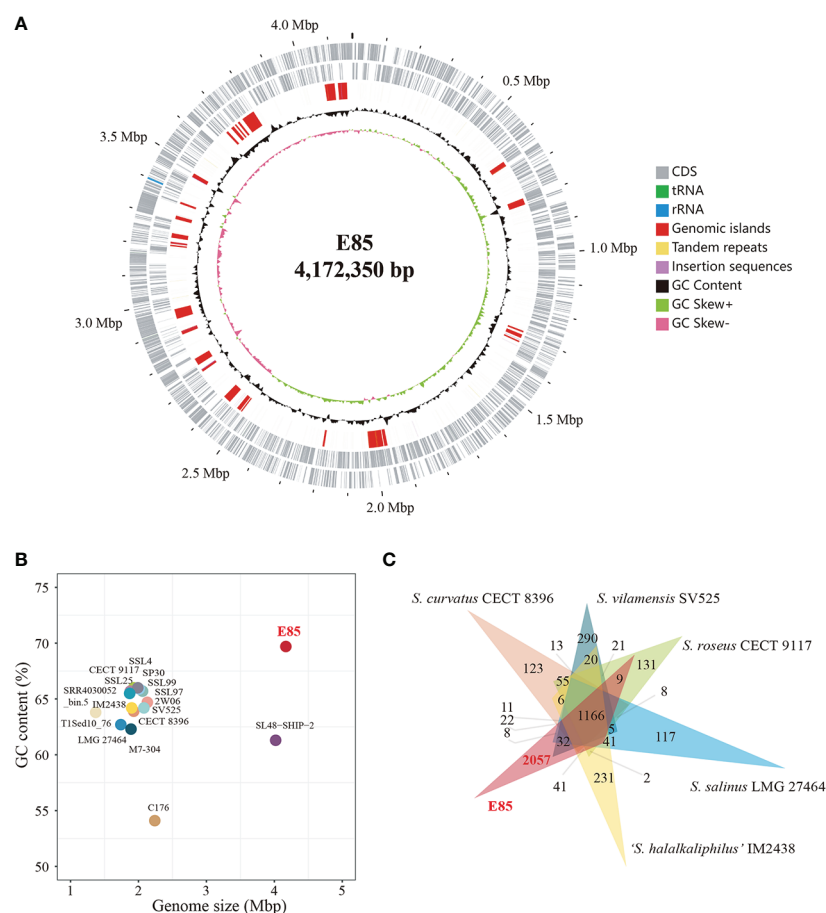 A
4.0 Mbp
0.5 Mbp
3.5 Mbp
1.0 Mbp
3.0 Mbp
1.5 Mbp
2.5 Mbp
2.0 Mbp
E85
4,172,350 bp
CDS
tRNA
rRNA
Genomic islands
Tandem repeats
Insertion sequences
GC Content
GC Skew+
GC Skew-
B
GC content (%)
75
70
65
60
55
50
1 2 3 4 5
Genome size (Mbp)
E85
SSL4
CECT 9117
SP30
SSL25
SSL99
SRR4030052
_bin.5
SSL97
IM2438
2W06
SV525
T1Sed10_76
CECT 8396
LMG 27464
M7-304
SL48-SHIP-2
C176
C
S. curvatus CECT 8396
S. vilamensis SV525
S. roseus CECT 9117
S. salinus LMG 27464
'S. halalkaliphilus' IM2438
E85
13
290
21
123
20
131
55
9
6
8
11
22
8
1166
5
117
32
41
2057
231
41
2